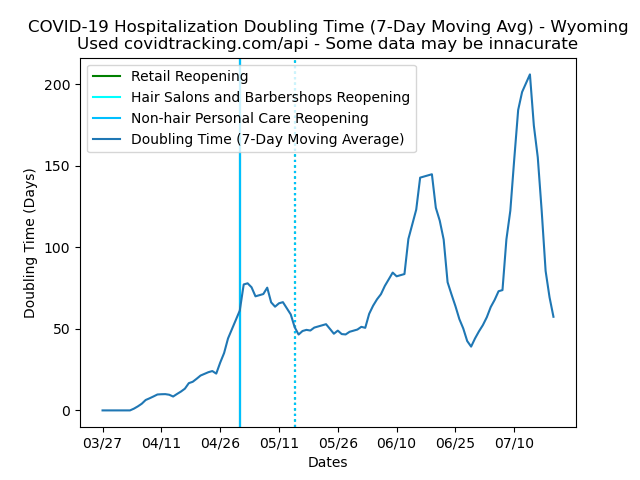 COVID-19 Hospitalization Doubling Time (7-Day Moving Avg) - Wyoming
Used covidtracking.com/api - Some data may be innacurate
Retail Reopening
Hair Salons and Barbershops Reopening
Non-hair Personal Care Reopening
Doubling Time (7-Day Moving Average)
Doubling Time (Days)
200
150
100
50
0
03/27 04/11 04/26 05/11 05/26 06/10 06/25 07/10
Dates